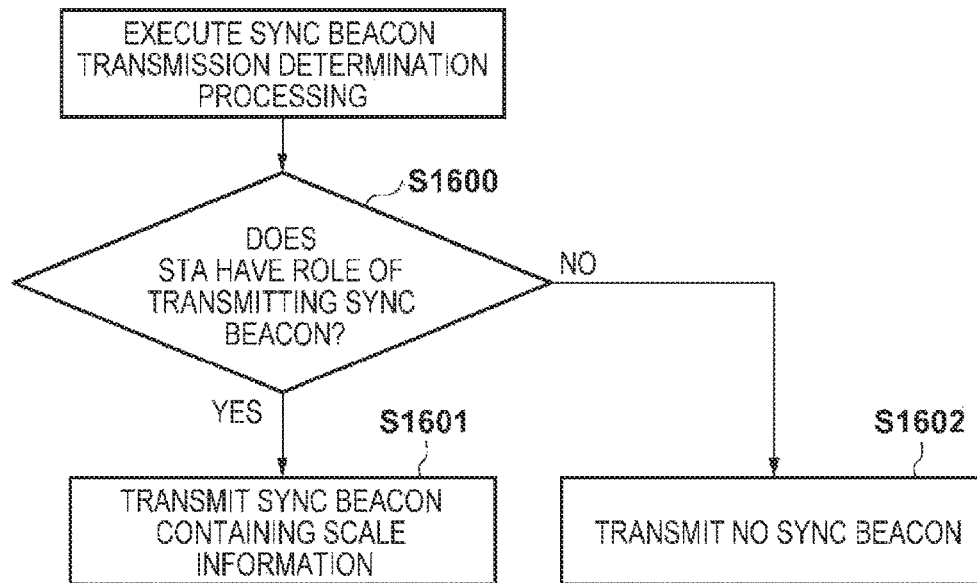 EXECUTE SYNC BEACON
TRANSMISSION DETERMINATION
PROCESSING
S1600
DOES
STA HAVE ROLE OF
TRANSMITTING SYNC
BEACON?
NO
YES
S1601
S1602
TRANSMIT SYNC BEACON
CONTAINING SCALE
INFORMATION
TRANSMIT NO SYNC BEACON